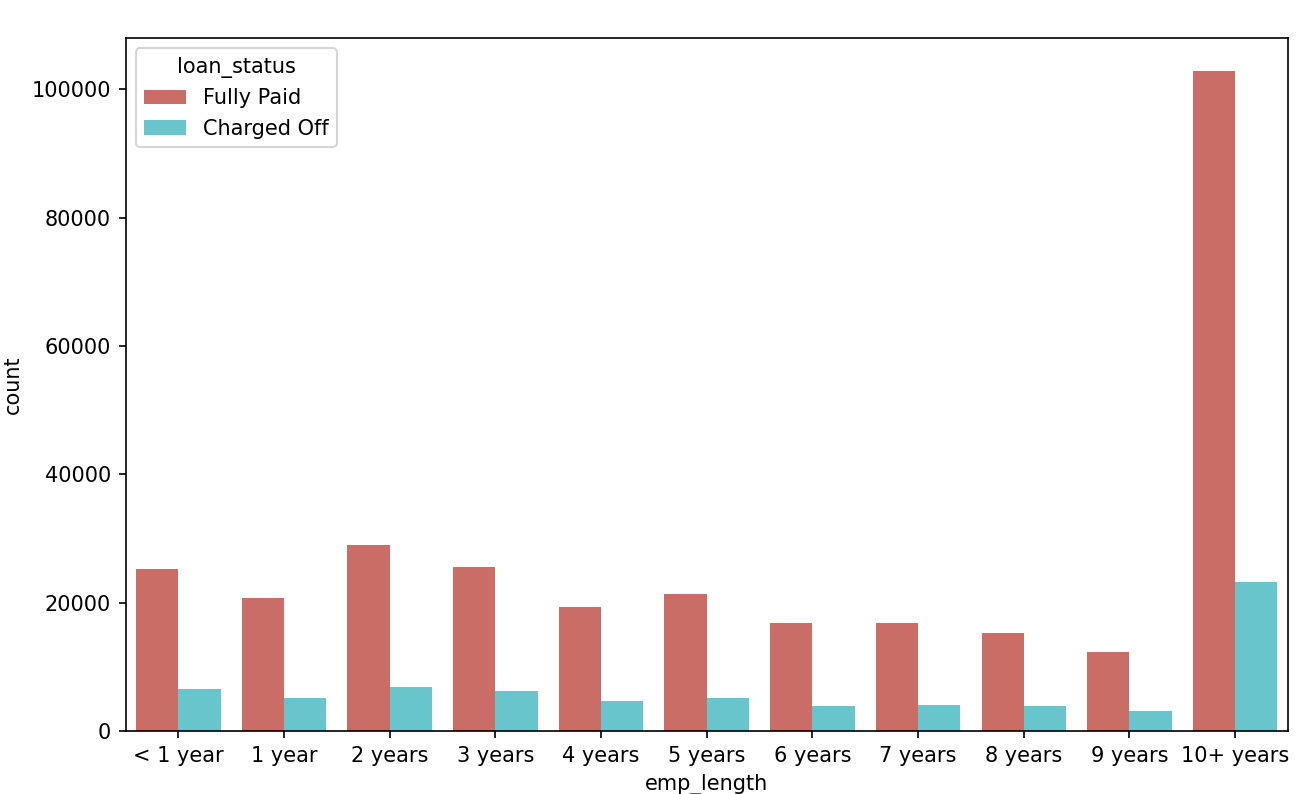 loan_status
Fully Paid
Charged Off
100000
80000
60000
40000
20000
0
count
< 1 year 1 year 2 years 3 years 4 years 5 years 6 years 7 years 8 years 9 years 10+ years
emp_length